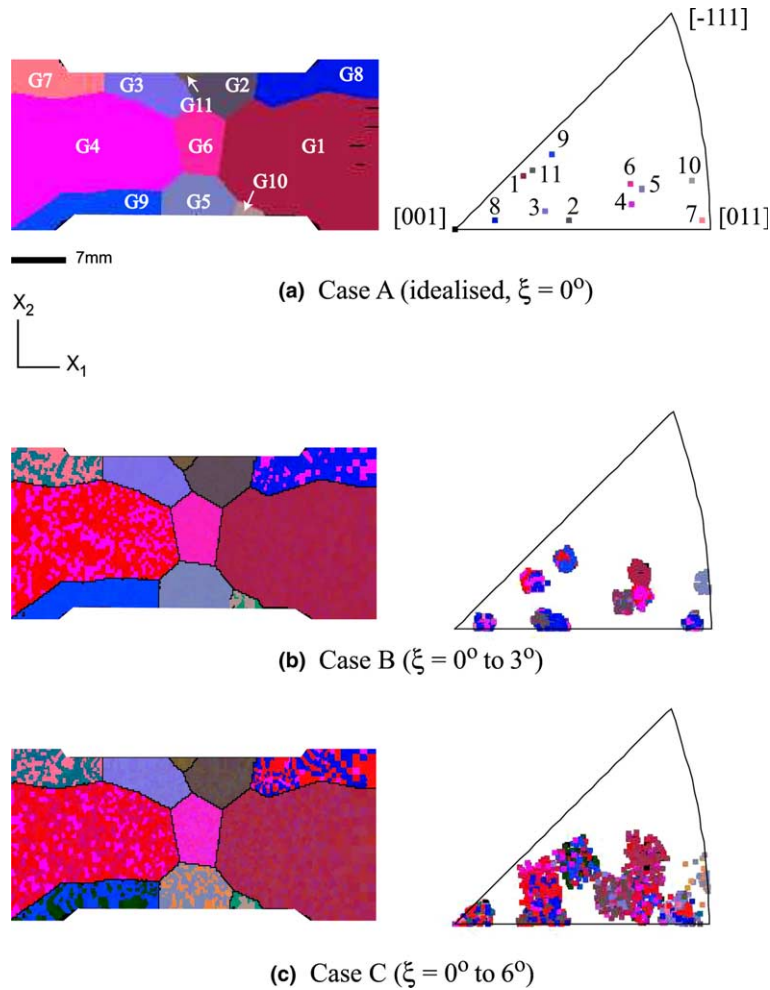 [-111]
G7
G3
G2
G8
G11
G4
G6
G1
G10
G9
G5
9
1
11
6
5
10
8
3
2
4
7
[001]
[011]
7mm
(a) Case A (idealised, ξ = 0°)
X₂
X₁
(b) Case B (ξ = 0° to 3°)
(c) Case C (ξ = 0° to 6°)